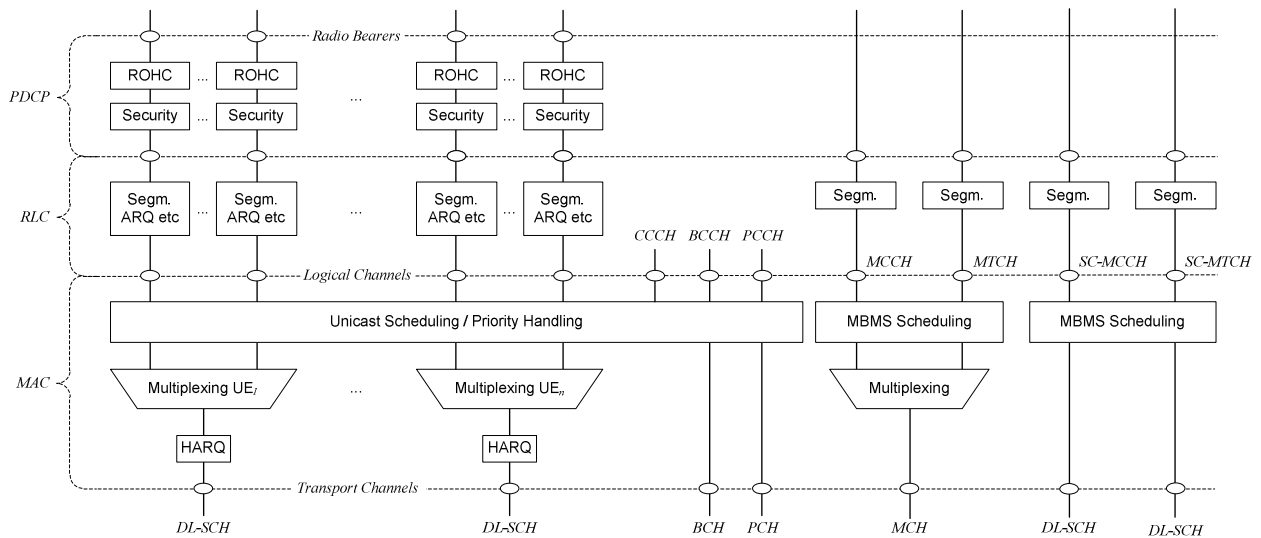 Radio Bearers
ROHC ... ROHC ROHC ... ROHC
PDCP ...
Security ... Security Security ... Security
Segm. ARQ etc ... Segm. ARQ etc ... Segm. ARQ etc ... Segm. ARQ etc Segm. Segm. Segm. Segm.
RLC
CCCH BCCH PCCH
Logical Channels MCCH MTCH SC-MCCH SC-MTCH
Unicast Scheduling / Priority Handling MBMS Scheduling MBMS Scheduling
MAC
Multiplexing UE1 ... Multiplexing UEn Multiplexing
HARQ HARQ
Transport Channels
DL-SCH DL-SCH BCH PCH MCH DL-SCH DL-SCH